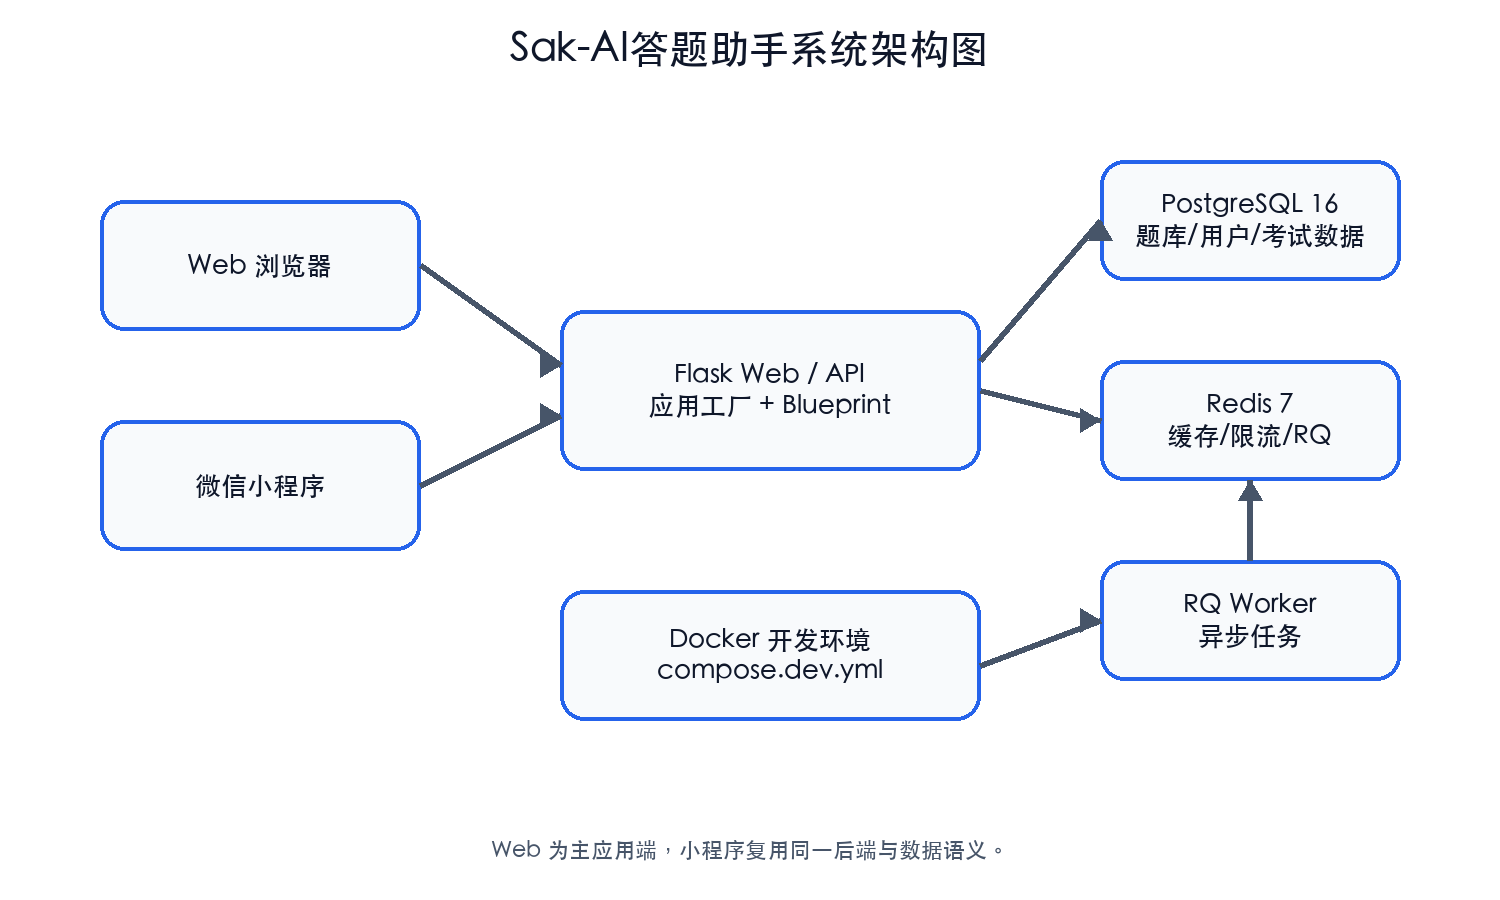 Sak-AI答题助手系统架构图
Web 浏览器
微信小程序
Flask Web / API
应用工厂 + Blueprint
Docker 开发环境
compose.dev.yml
PostgreSQL 16
题库/用户/考试数据
Redis 7
缓存/限流/RQ
RQ Worker
异步任务
Web 为主应用端，小程序复用同一后端与数据语义。